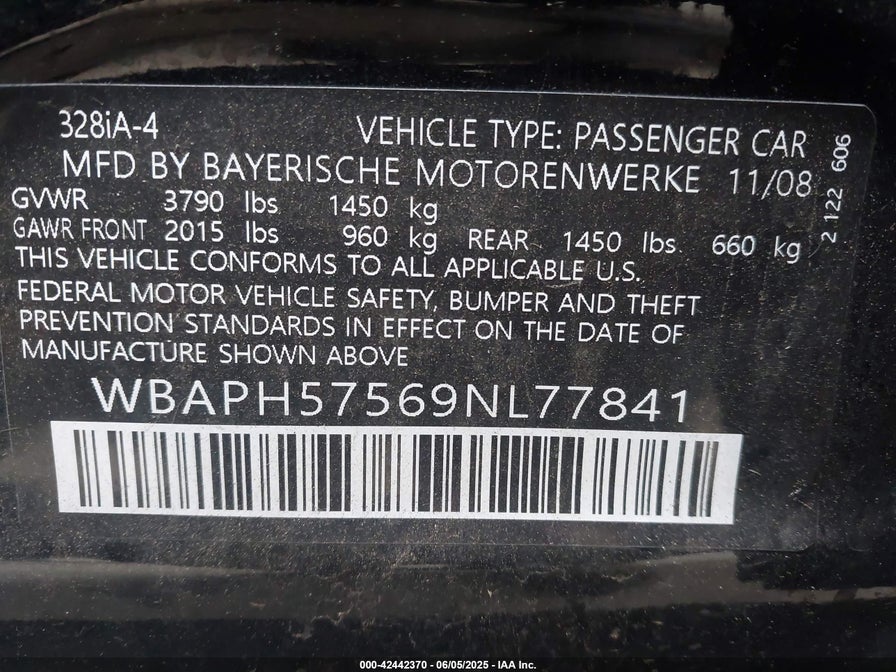 328iA-4 VEHICLE TYPE: PASSENGER CAR
MFD BY BAYERISCHE MOTORENWERKE 11/08
GVWR 3790 lbs 1450 kg
GAWR FRONT 2015 lbs 960 kg REAR 1450 lbs 660 kg
THIS VEHICLE CONFORMS TO ALL APPLICABLE U.S.
FEDERAL MOTOR VEHICLE SAFETY, BUMPER AND THEFT
PREVENTION STANDARDS IN EFFECT ON THE DATE OF
MANUFACTURE SHOWN ABOVE
WBAPH57569NL77841
2122 606
000-42442370 | 06/05/2025 - IAA Inc.